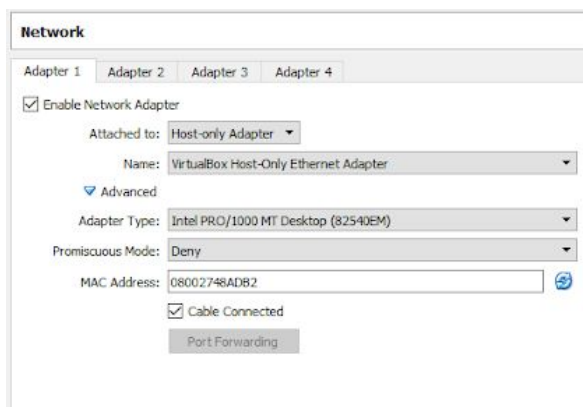 Network
Adapter 1 Adapter 2 Adapter 3 Adapter 4
Enable Network Adapter
Attached to: Host-only Adapter
Name: VirtualBox Host-Only Ethernet Adapter
Advanced
Adapter Type: Intel PRO/1000 MT Desktop (82540EM)
Promiscuous Mode: Deny
MAC Address: 08002748ADB2
Cable Connected
Port Forwarding